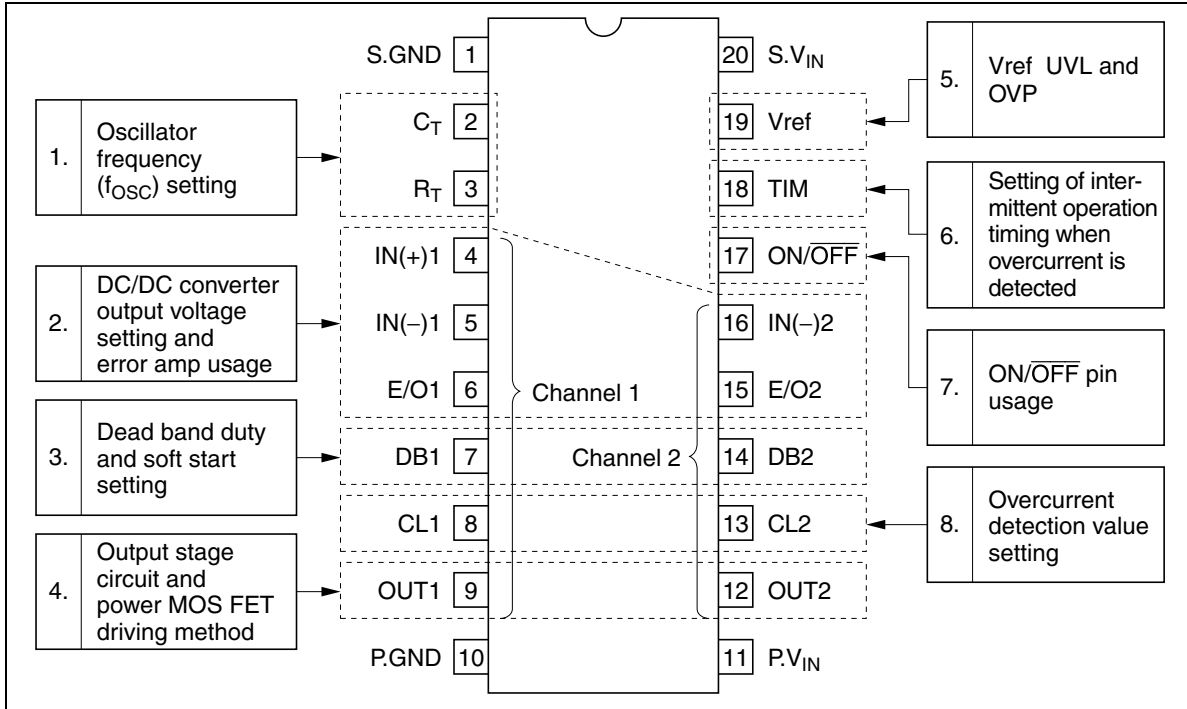 1.
Oscillator
frequency
(fOSC) setting
2.
DC/DC converter
output voltage
setting and
error amp usage
3.
Dead band duty
and soft start
setting
4.
Output stage
circuit and
power MOS FET
driving method
S.GND 1
CT 2
RT 3
IN(+)1 4
IN(−)1 5
E/O1 6
DB1 7
CL1 8
OUT1 9
P.GND 10
Channel 1
Channel 2
20 S.VIN
19 Vref
18 TIM
17 ON/OFF
16 IN(−)2
15 E/O2
14 DB2
13 CL2
12 OUT2
11 P.VIN
5.
Vref UVL and
OVP
6.
Setting of inter-
mittent operation
timing when
overcurrent is
detected
7.
ON/OFF pin
usage
8.
Overcurrent
detection value
setting